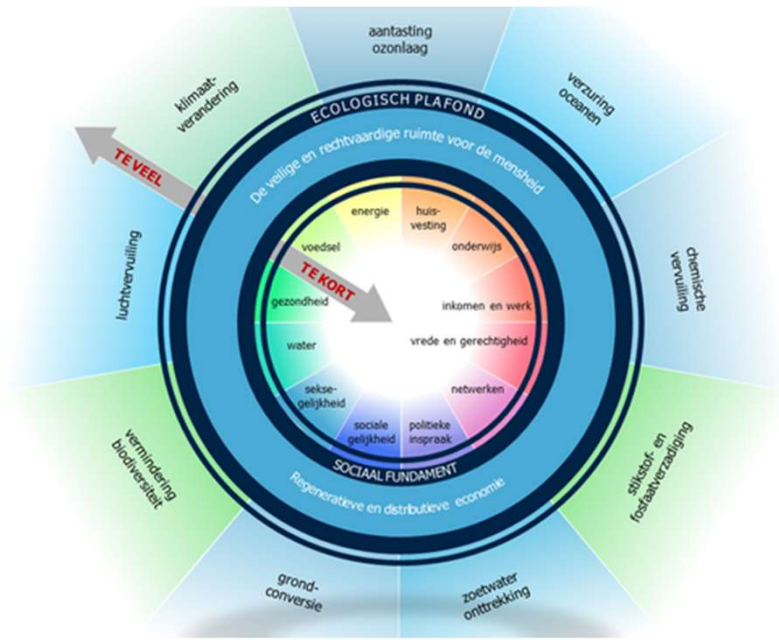 aantasting
ozonlaag
verzuring
oceanen
chemische
vervuiling
stikstof- en
fosfaatverzadiging
zoetwater
onttrekking
grond-
conversie
vermindering
biodiversiteit
luchtvervuiling
klimaat-
verandering
TE VEEL
ECOLOGISCH PLAFOND
De veilige en rechtvaardige ruimte voor de mensheid
energie
huis-
vesting
onderwijs
inkomen en werk
vrede en gerechtigheid
netwerken
politieke
inspraak
sociale
gelijkheid
sekse-
gelijkheid
water
gezondheid
voedsel
TE KORT
SOCIAAL FUNDAMENT
Regeneratieve en distributieve economie